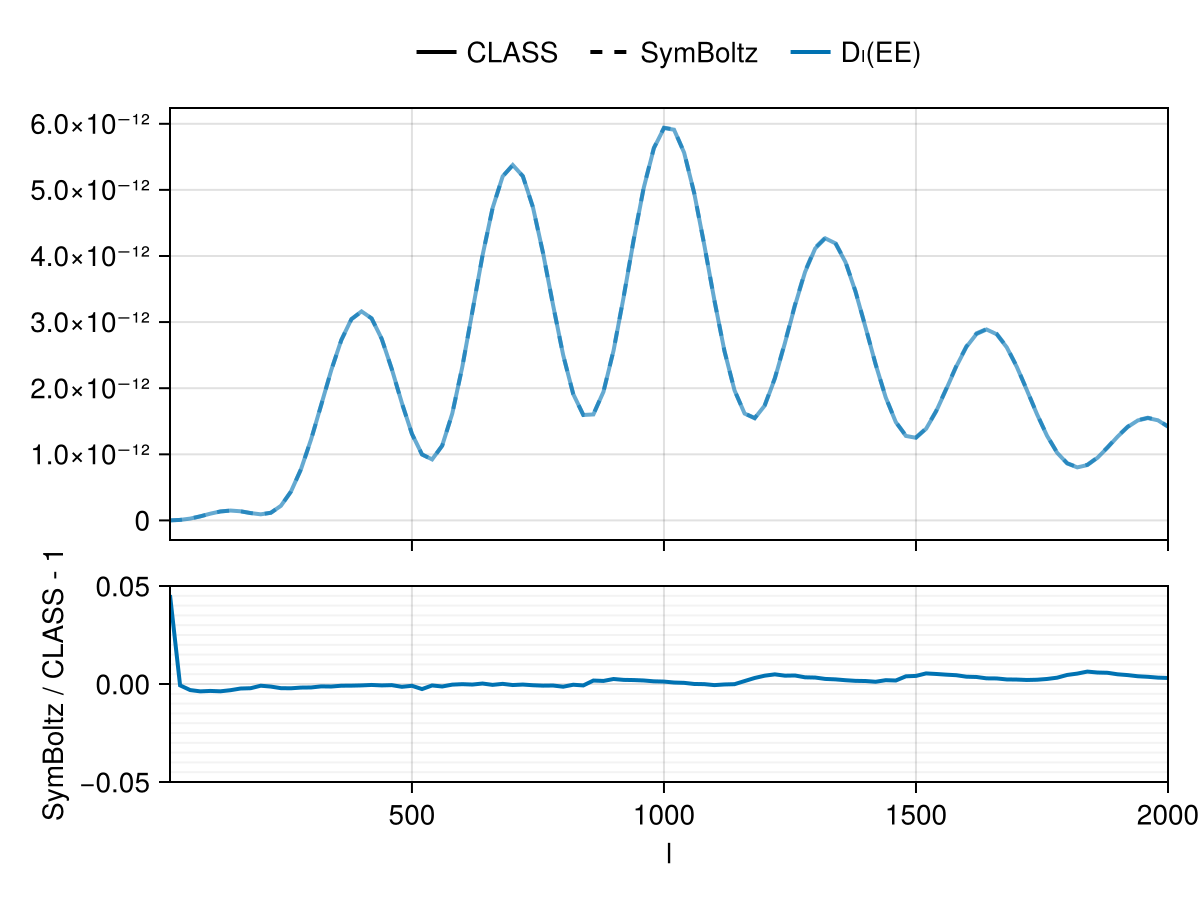 CLASS SymBoltz Dₗ(EE)
6.0×10⁻¹²
5.0×10⁻¹²
4.0×10⁻¹²
3.0×10⁻¹²
2.0×10⁻¹²
1.0×10⁻¹²
0
SymBoltz / CLASS - 1
0.05
0.00
−0.05
500 1000 1500 2000
l